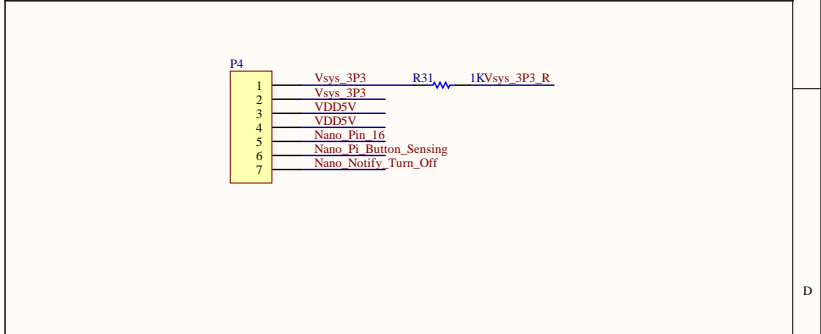 P4
1 Vsys_3P3 R31 1K Vsys_3P3_R
2 Vsys_3P3
3 VDD5V
4 VDD5V
5 Nano_Pin_16
6 Nano_Pi_Button_Sensing
7 Nano_Notify_Turn_Off
D